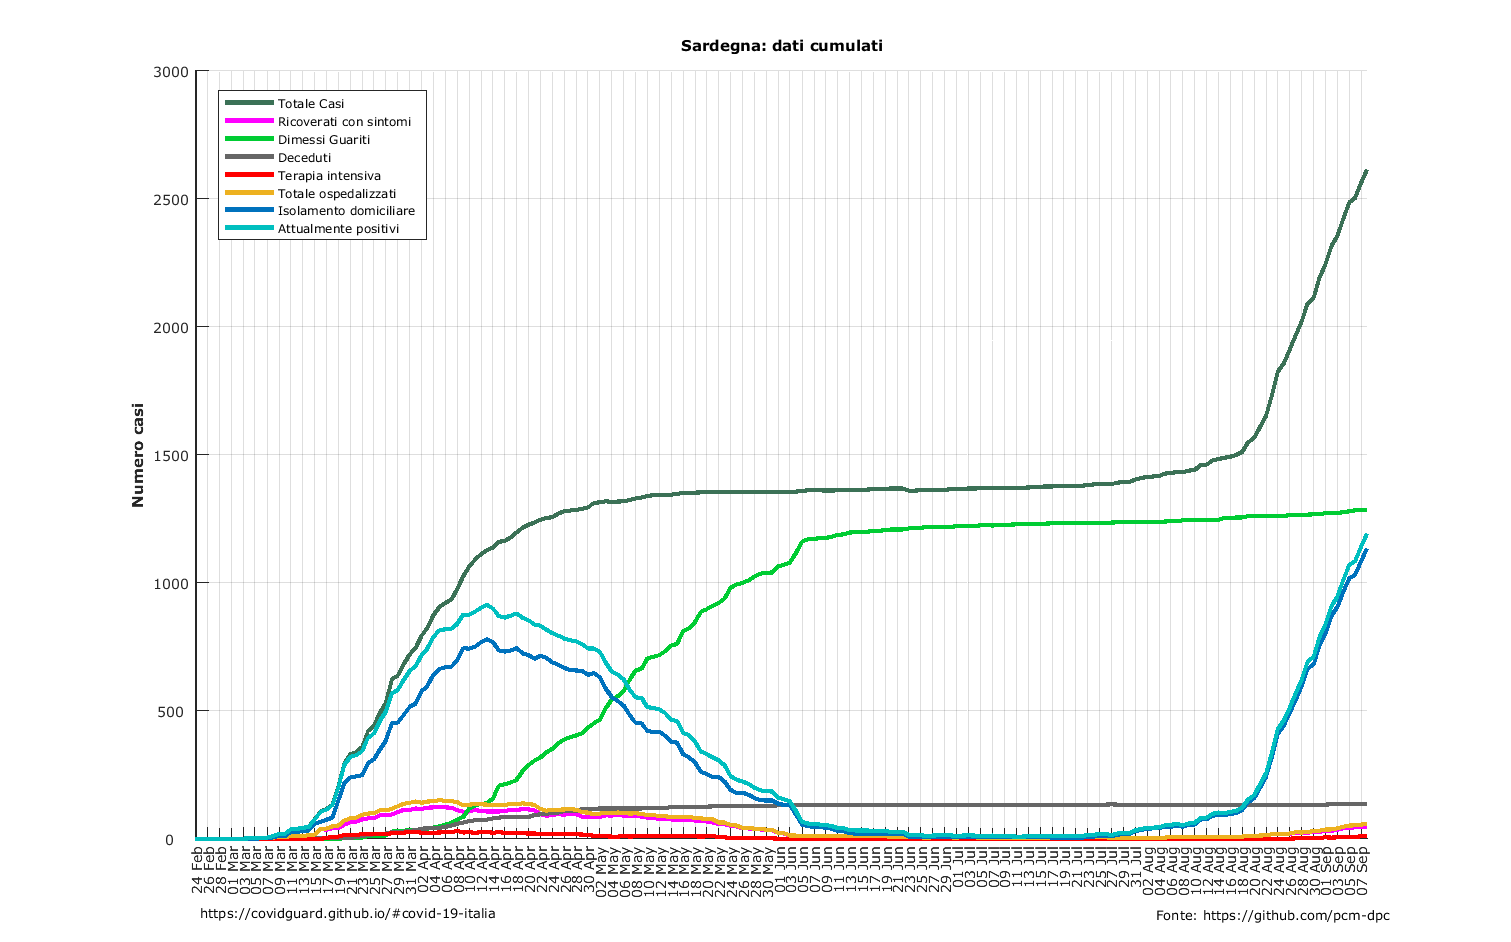 Sardegna: dati cumulati
Numero casi
3000
2500
2000
1500
1000
500
0
Totale Casi
Ricoverati con sintomi
Dimessi Guariti
Deceduti
Terapia intensiva
Totale ospedalizzati
Isolamento domiciliare
Attualmente positivi
24 Feb
26 Feb
28 Feb
01 Mar
03 Mar
05 Mar
07 Mar
09 Mar
11 Mar
13 Mar
15 Mar
17 Mar
19 Mar
21 Mar
23 Mar
25 Mar
27 Mar
29 Mar
31 Mar
02 Apr
04 Apr
06 Apr
08 Apr
10 Apr
12 Apr
14 Apr
16 Apr
18 Apr
20 Apr
22 Apr
24 Apr
26 Apr
28 Apr
30 Apr
02 May
04 May
06 May
08 May
10 May
12 May
14 May
16 May
18 May
20 May
22 May
24 May
26 May
28 May
30 May
01 Jun
03 Jun
05 Jun
07 Jun
09 Jun
11 Jun
13 Jun
15 Jun
17 Jun
19 Jun
21 Jun
23 Jun
25 Jun
27 Jun
29 Jun
01 Jul
03 Jul
05 Jul
07 Jul
09 Jul
11 Jul
13 Jul
15 Jul
17 Jul
19 Jul
21 Jul
23 Jul
25 Jul
27 Jul
29 Jul
31 Jul
02 Aug
04 Aug
06 Aug
08 Aug
10 Aug
12 Aug
14 Aug
16 Aug
18 Aug
20 Aug
22 Aug
24 Aug
26 Aug
28 Aug
30 Aug
01 Sep
03 Sep
05 Sep
07 Sep
https://covidguard.github.io/#covid-19-italia
Fonte: https://github.com/pcm-dpc